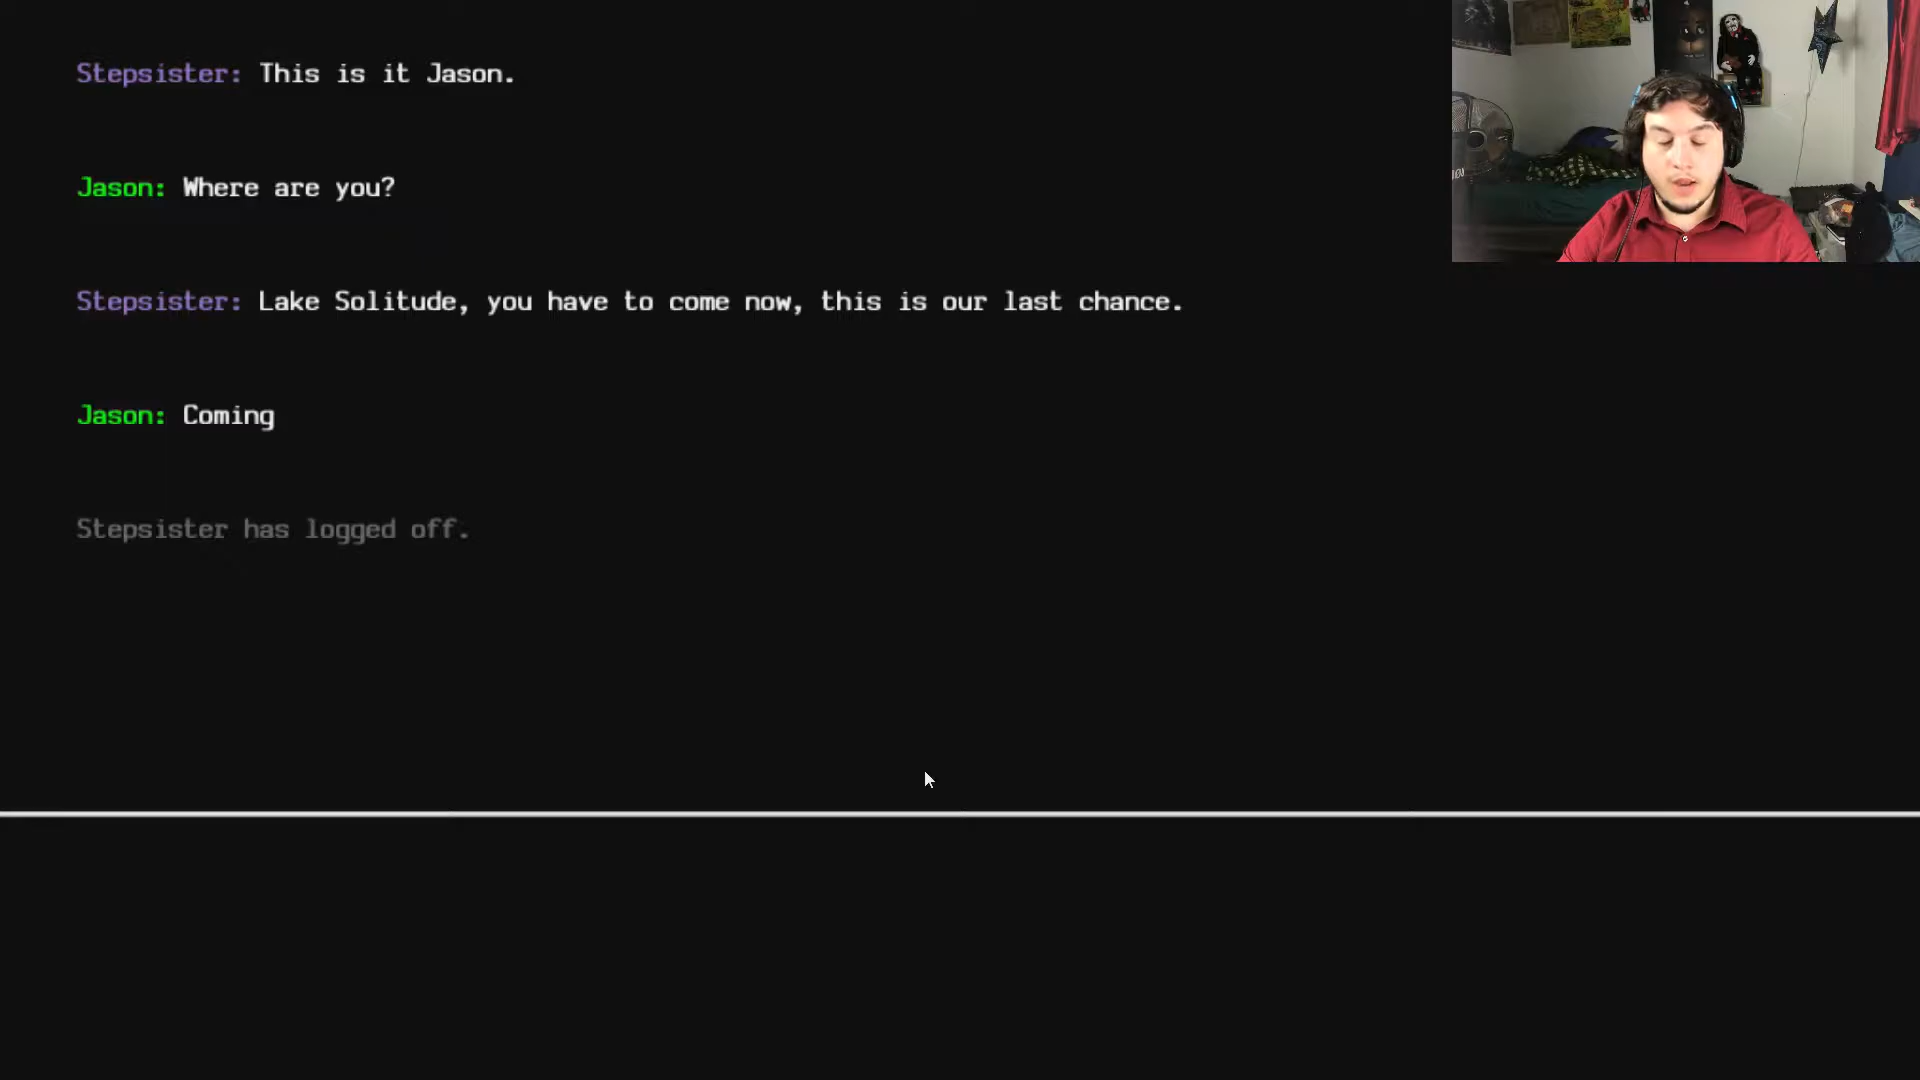 Stepsister: This is it Jason.
Jason: Where are you?
Stepsister: Lake Solitude, you have to come now, this is our last chance.
Jason: Coming
Stepsister has logged off.